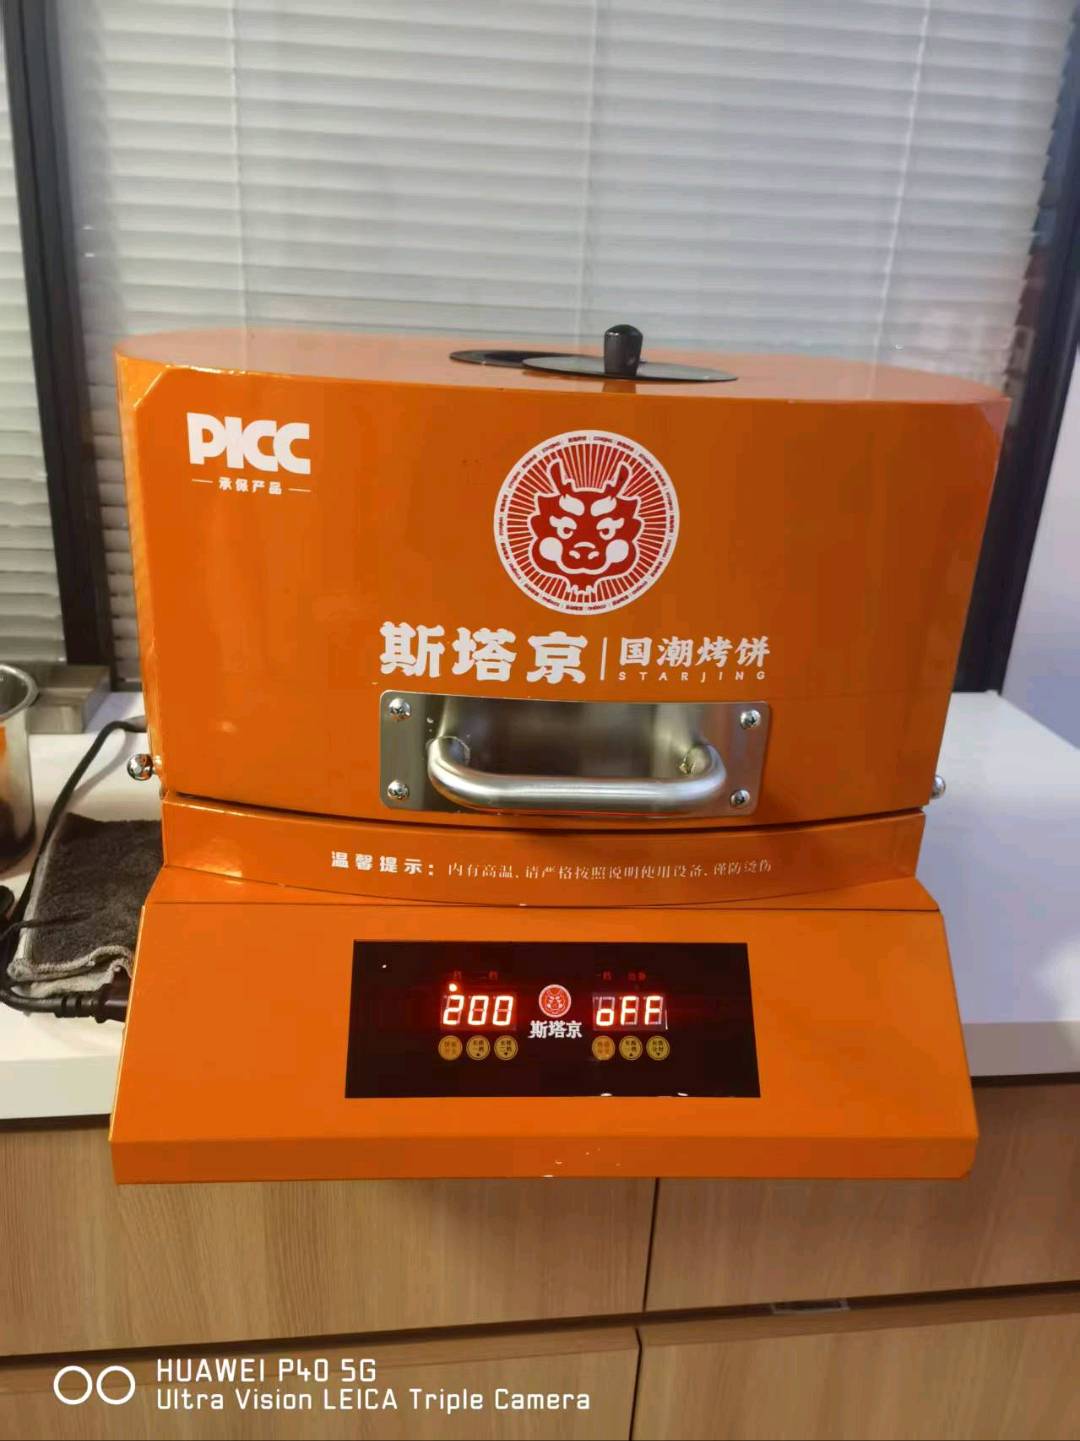 PICC
承保产品
斯塔京
国潮烤饼
STARJING
温馨提示：内有高温，请严格按照说明使用设备，谨防烫伤
200
斯塔京
oFF
HUAWEI P40 5G
Ultra Vision LEICA Triple Camera